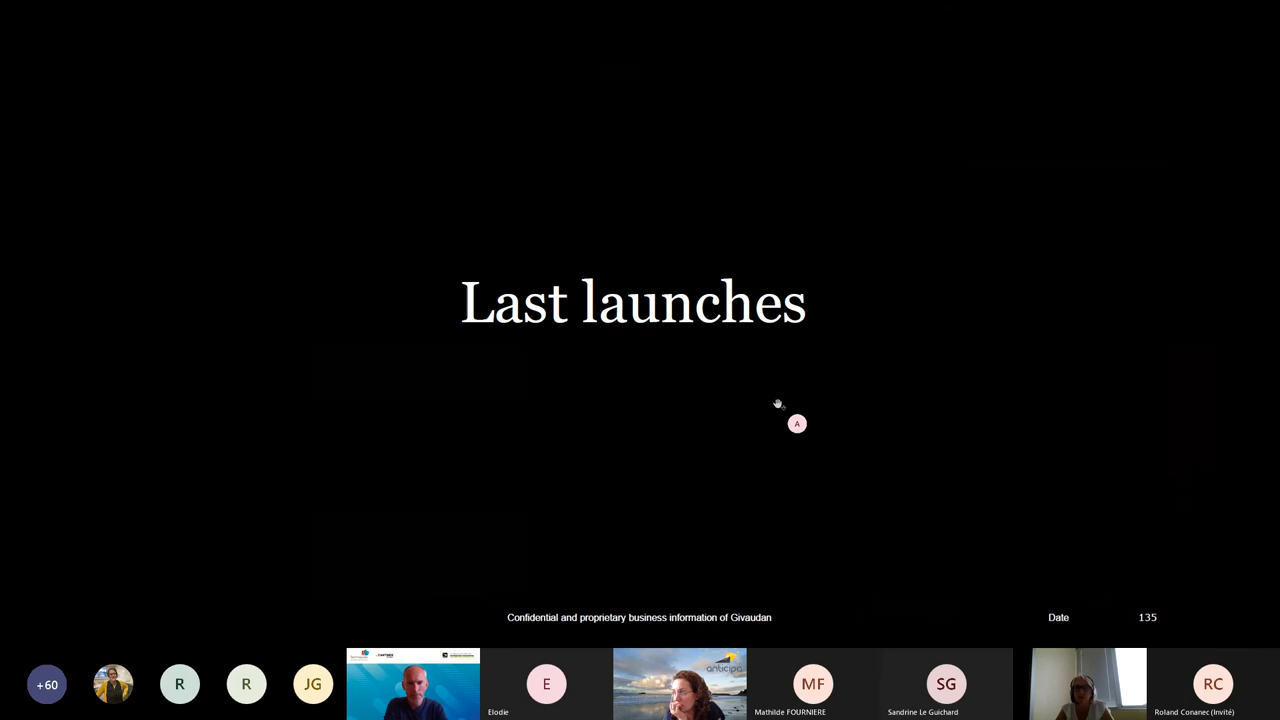 Last launches
A
Confidential and proprietary business information of Givaudan
Date
135
+60
R
R
JG
E
Elodie
anticipa
MF
Mathilde FOURNIERE
SG
Sandrine Le Guichard
RC
Roland Conanec (Invité)